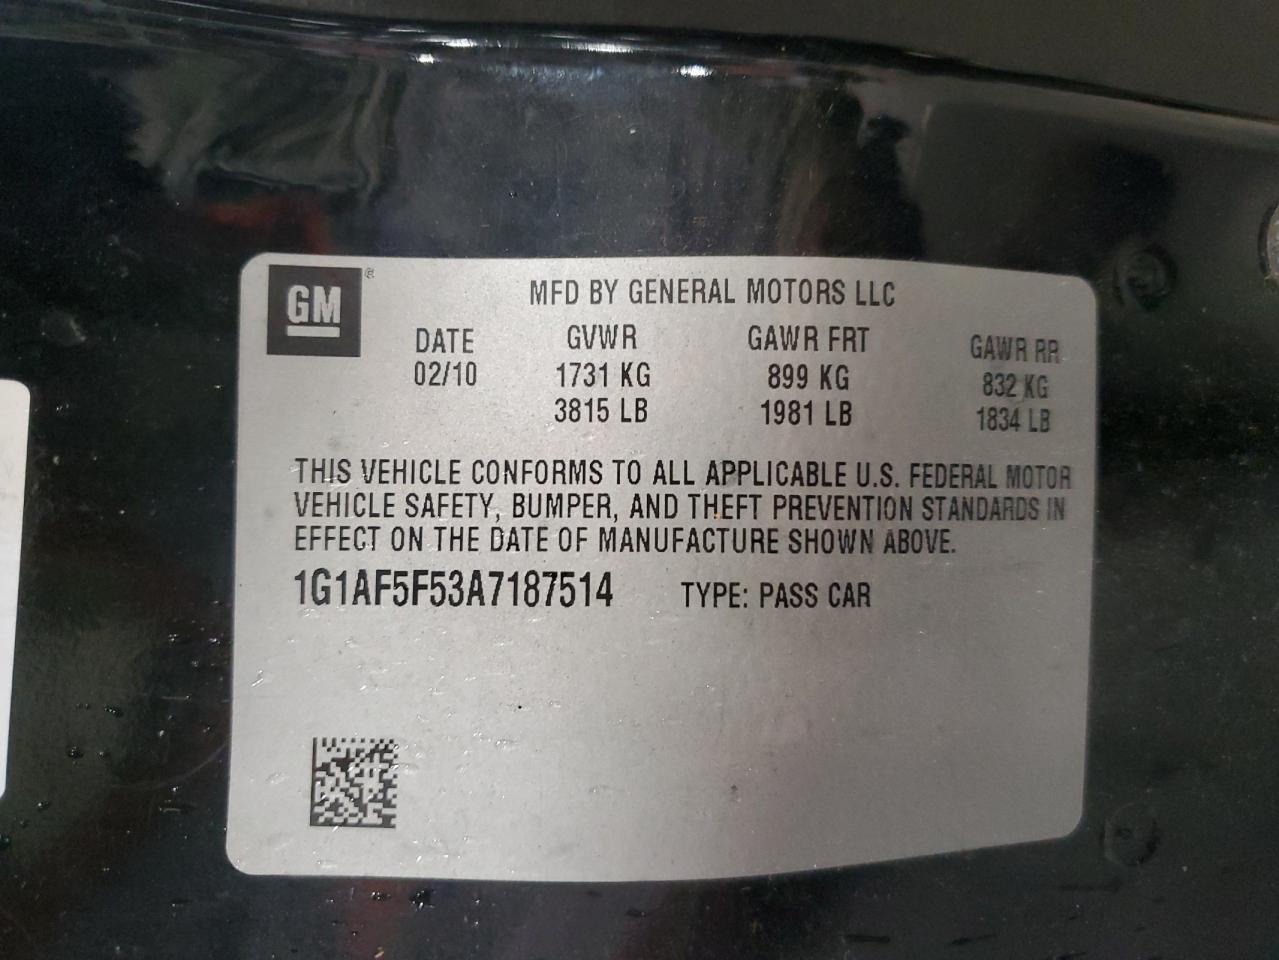 GM ®
MFD BY GENERAL MOTORS LLC
DATE GVWR GAWR FRT GAWR RR
02/10 1731 KG 899 KG 832 KG
3815 LB 1981 LB 1834 LB
THIS VEHICLE CONFORMS TO ALL APPLICABLE U.S. FEDERAL MOTOR
VEHICLE SAFETY, BUMPER, AND THEFT PREVENTION STANDARDS IN
EFFECT ON THE DATE OF MANUFACTURE SHOWN ABOVE.
1G1AF5F53A7187514 TYPE: PASS CAR